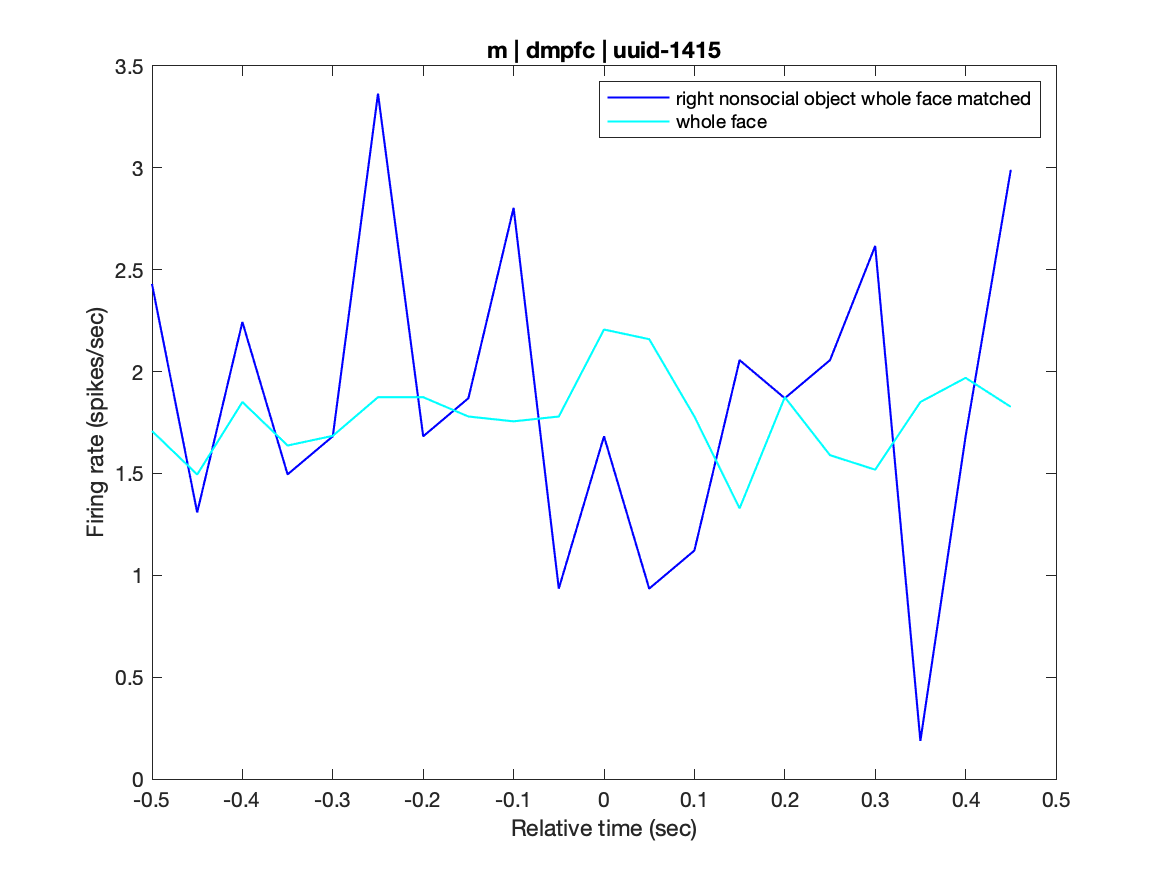 m | dmpfc | uuid-1415
3.5
right nonsocial object whole face matched
whole face
3
2.5
2
1.5
1
0.5
0
Firing rate (spikes/sec)
-0.5 -0.4 -0.3 -0.2 -0.1 0 0.1 0.2 0.3 0.4 0.5
Relative time (sec)